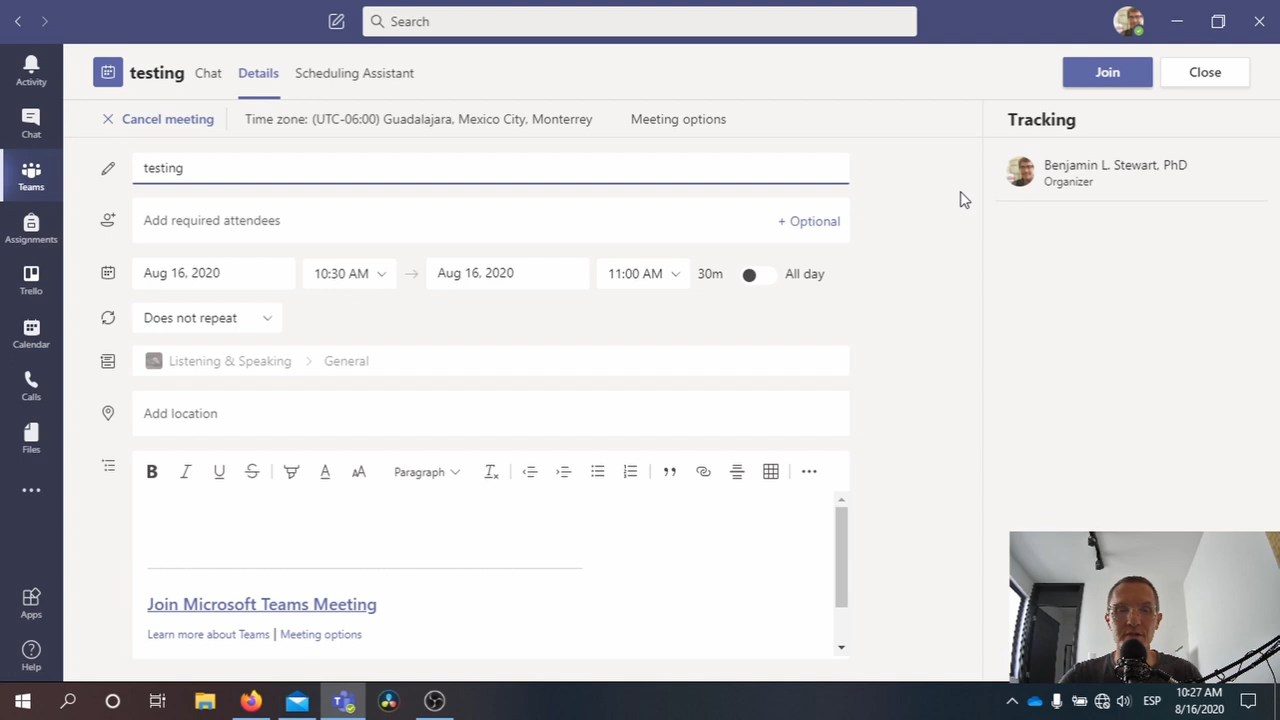 Search
Activity
Chat
Teams
Assignments
Trello
Calendar
Calls
Files
Apps
Help
testing
Chat
Details
Scheduling Assistant
Join
Close
Cancel meeting
Time zone: (UTC-06:00) Guadalajara, Mexico City, Monterrey
Meeting options
Tracking
Benjamin L. Stewart, PhD
Organizer
testing
Add required attendees
+ Optional
Aug 16, 2020
10:30 AM
Aug 16, 2020
11:00 AM
30m
All day
Does not repeat
Listening & Speaking > General
Add location
B I U S A AA Paragraph
Join Microsoft Teams Meeting
Learn more about Teams | Meeting options
ESP
10:27 AM
8/16/2020